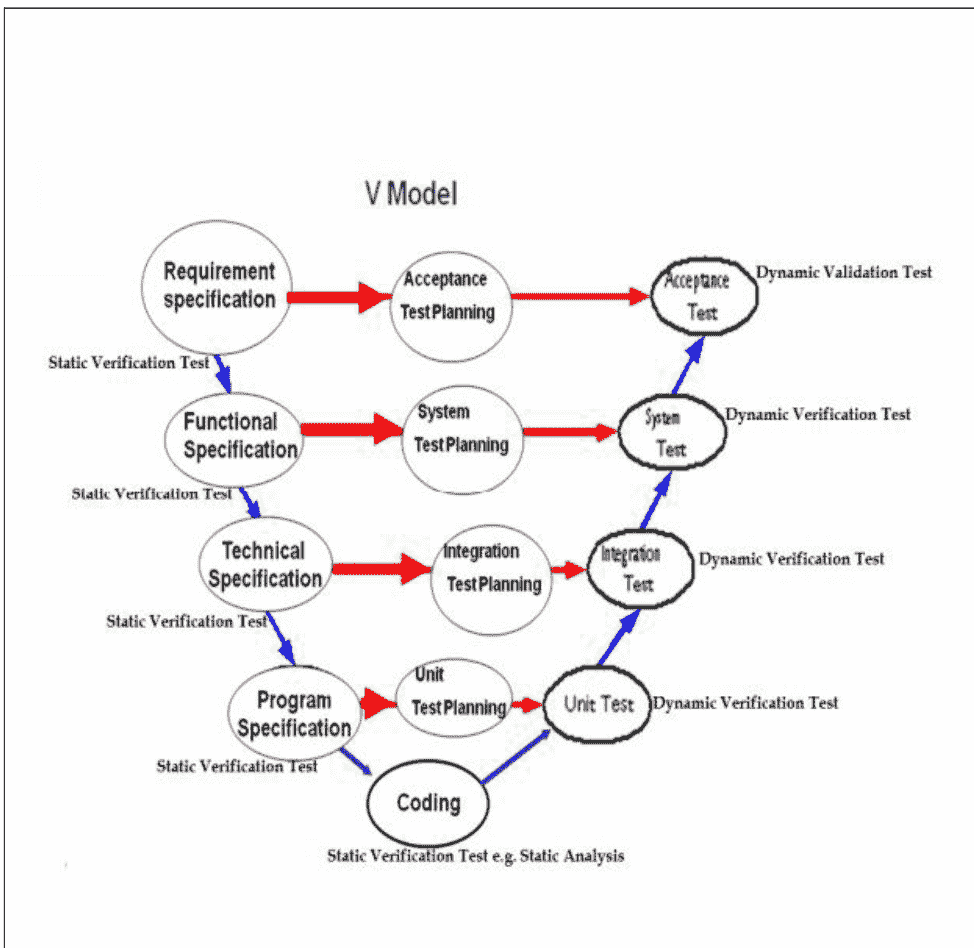 V Model
Requirement
specification
Acceptance
Test Planning
Acceptance
Test
Dynamic Validation Test
Static Verification Test
Functional
Specification
System
Test Planning
System
Test
Dynamic Verification Test
Static Verification Test
Technical
Specification
Integration
Test Planning
Integration
Test
Dynamic Verification Test
Static Verification Test
Program
Specification
Unit
Test Planning
Unit Test
Dynamic Verification Test
Static Verification Test
Coding
Static Verification Test e.g. Static Analysis